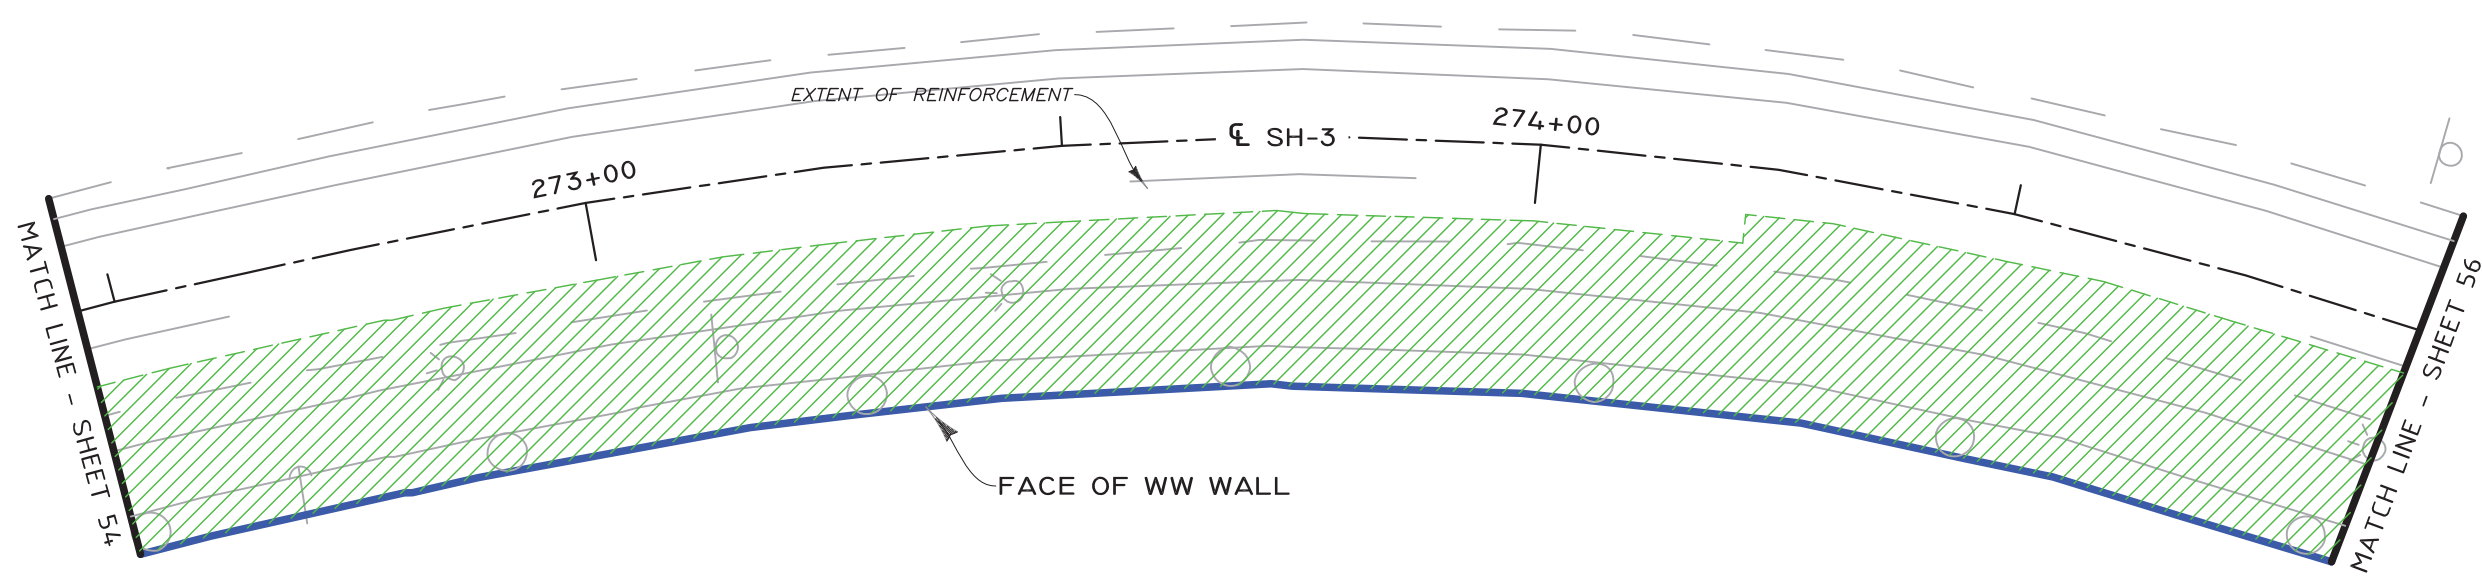 EXTENT OF REINFORCEMENT
274+00
℄ SH-3
273+00
MATCH LINE - SHEET 54
MATCH LINE - SHEET 56
FACE OF WW WALL